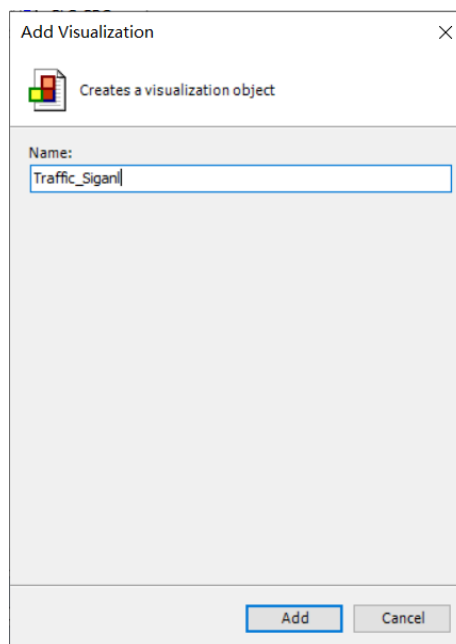 Add Visualization
Creates a visualization object
Name:
Traffic_Siganl
Add
Cancel